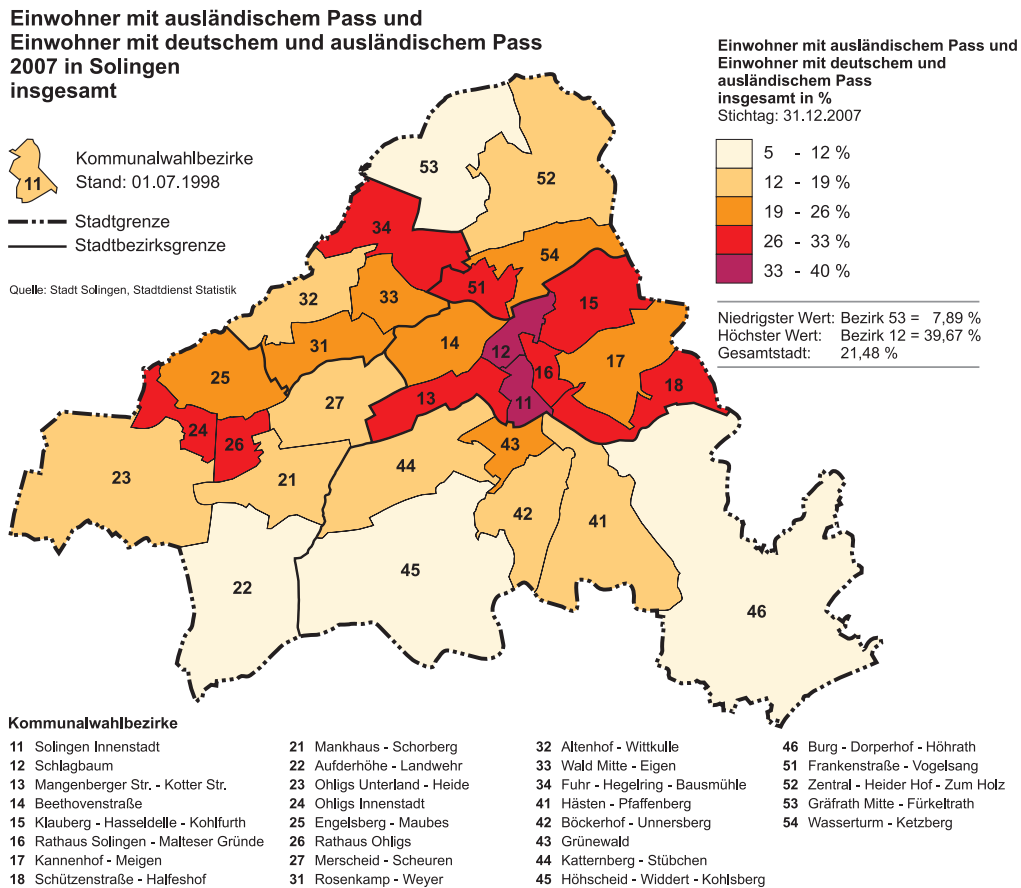 Einwohner mit ausländischem Pass und
Einwohner mit deutschem und ausländischem Pass
2007 in Solingen
insgesamt
11
Kommunalwahlbezirke
Stand: 01.07.1998
Stadtgrenze
Stadtbezirksgrenze
Quelle: Stadt Solingen, Stadtdienst Statistik
Einwohner mit ausländischem Pass und
Einwohner mit deutschem und
ausländischem Pass
insgesamt in %
Stichtag: 31.12.2007
5 - 12 %
12 - 19 %
19 - 26 %
26 - 33 %
33 - 40 %
Niedrigster Wert: Bezirk 53 = 7,89 %
Höchster Wert: Bezirk 12 = 39,67 %
Gesamtstadt: 21,48 %
53
52
34
54
51
32
33
15
31
14
12
16
17
25
27
13
11
18
24
26
43
23
21
44
42
41
22
45
46
Kommunalwahlbezirke
11 Solingen Innenstadt
12 Schlagbaum
13 Mangenberger Str. - Kotter Str.
14 Beethovenstraße
15 Klauberg - Hasseldelle - Kohlfurth
16 Rathaus Solingen - Malteser Gründe
17 Kannenhof - Meigen
18 Schützenstraße - Halfeshof
21 Mankhaus - Schorberg
22 Aufderhöhe - Landwehr
23 Ohligs Unterland - Heide
24 Ohligs Innenstadt
25 Engelsberg - Maubes
26 Rathaus Ohligs
27 Merscheid - Scheuren
31 Rosenkamp - Weyer
32 Altenhof - Wittkulle
33 Wald Mitte - Eigen
34 Fuhr - Hegelring - Bausmühle
41 Hästen - Pfaffenberg
42 Böckerhof - Unnersberg
43 Grünewald
44 Katternberg - Stübchen
45 Höhscheid - Widdert - Kohlsberg
46 Burg - Dorperhof - Höhrath
51 Frankenstraße - Vogelsang
52 Zentral - Heider Hof - Zum Holz
53 Gräfrath Mitte - Fürkeltrath
54 Wasserturm - Ketzberg